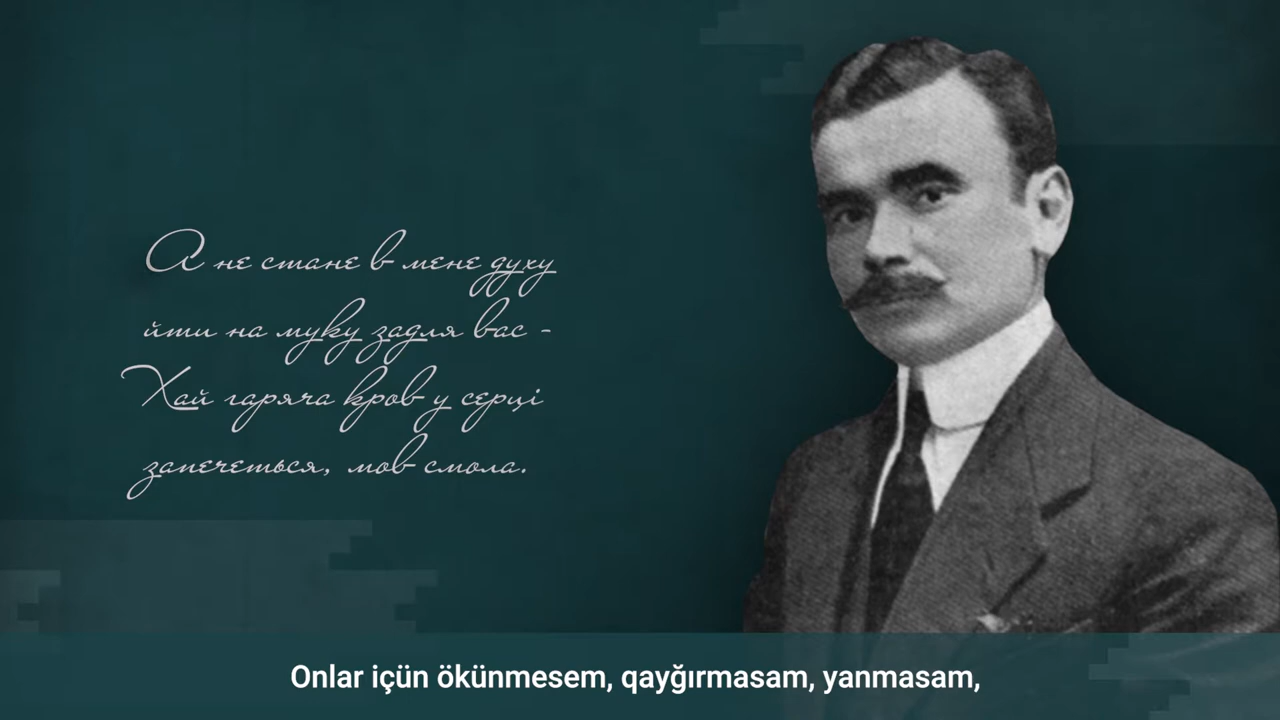 А не стане в мене духу
йти на муку задля вас -
Хай гаряча кров у серці
запечеться, мов смола.
Onlar içün ökünmesem, qayğırmasam, yanmasam,